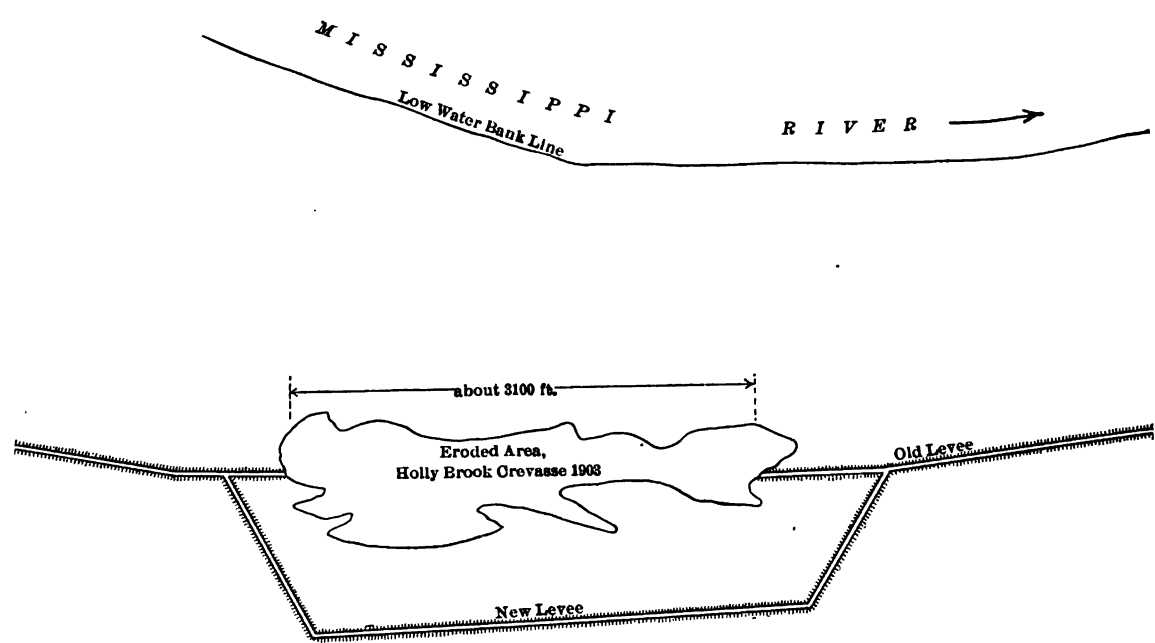 MISSISSIPPI
RIVER
Low Water Bank Line
about 3100 ft.
Eroded Area,
Holly Brook Crevasse 1903
Old Levee
New Levee